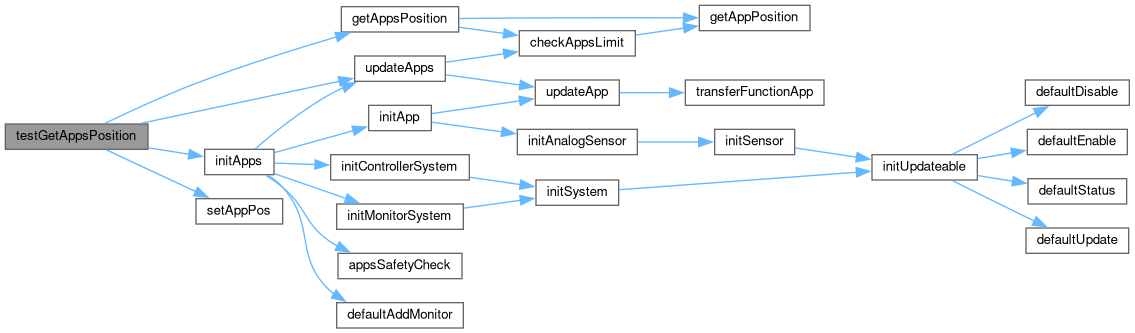 testGetAppsPosition
getAppsPosition
updateApps
initApps
setAppPos
initApp
initControllerSystem
initMonitorSystem
appsSafetyCheck
defaultAddMonitor
checkAppsLimit
updateApp
initAnalogSensor
initSystem
getAppPosition
transferFunctionApp
initSensor
initUpdateable
defaultDisable
defaultEnable
defaultStatus
defaultUpdate